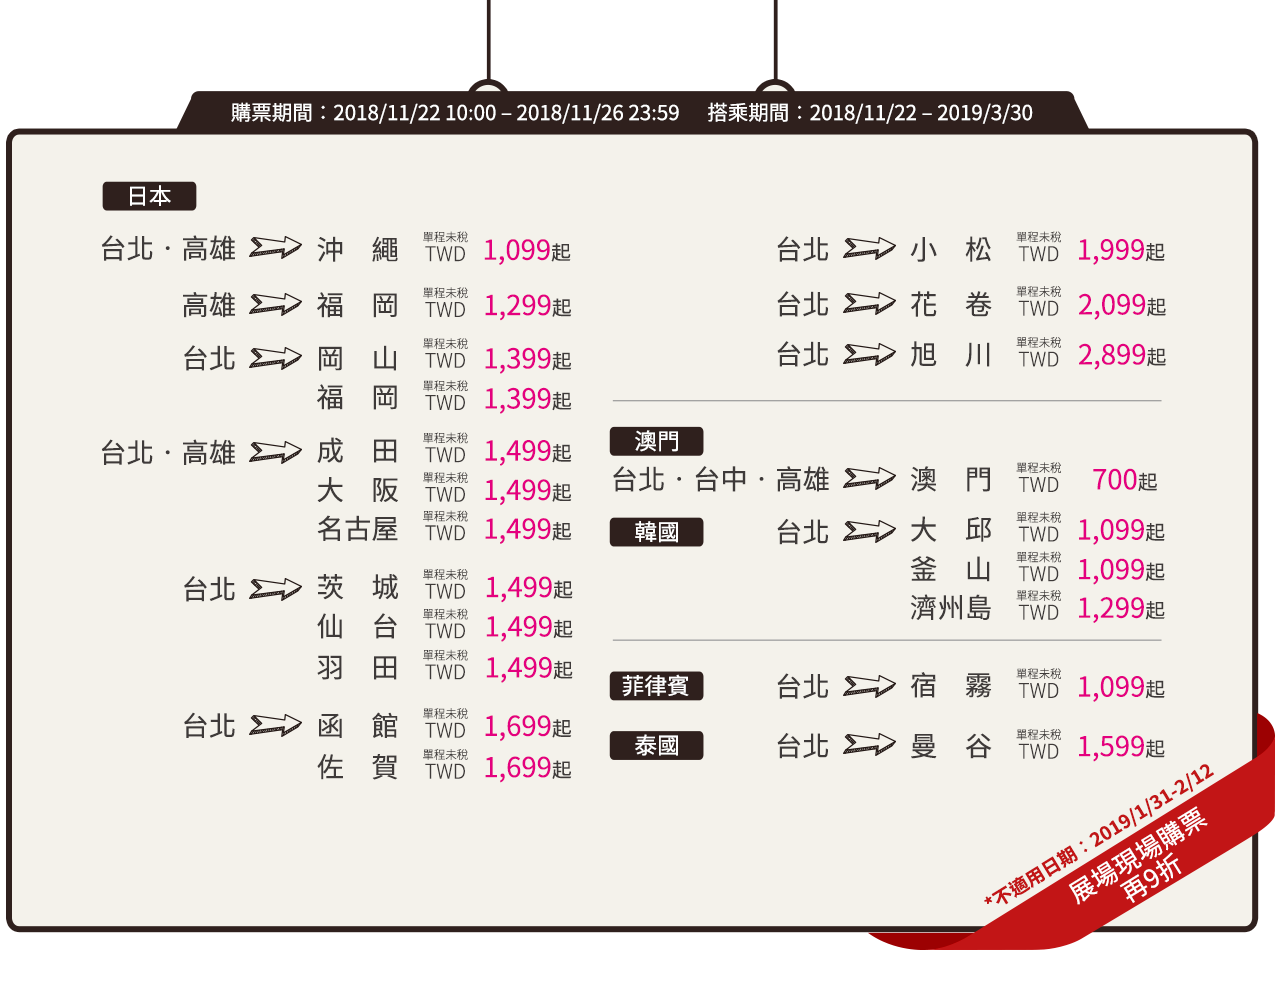 購票期間：2018/11/22 10:00 – 2018/11/26 23:59　搭乘期間：2018/11/22 – 2019/3/30
日本
台北・高雄 沖繩 單程未稅 TWD 1,099起
高雄 福岡 單程未稅 TWD 1,299起
台北 岡山 單程未稅 TWD 1,399起
福岡 單程未稅 TWD 1,399起
台北・高雄 成田 單程未稅 TWD 1,499起
大阪 單程未稅 TWD 1,499起
名古屋 單程未稅 TWD 1,499起
台北 茨城 單程未稅 TWD 1,499起
仙台 單程未稅 TWD 1,499起
羽田 單程未稅 TWD 1,499起
台北 函館 單程未稅 TWD 1,699起
佐賀 單程未稅 TWD 1,699起
台北 小松 單程未稅 TWD 1,999起
台北 花卷 單程未稅 TWD 2,099起
台北 旭川 單程未稅 TWD 2,899起
澳門
台北・台中・高雄 澳門 單程未稅 TWD 700起
韓國 台北 大邱 單程未稅 TWD 1,099起
釜山 單程未稅 TWD 1,099起
濟州島 單程未稅 TWD 1,299起
菲律賓 台北 宿霧 單程未稅 TWD 1,099起
泰國 台北 曼谷 單程未稅 TWD 1,599起
*不適用日期：2019/1/31-2/12
展場現場購票
再9折